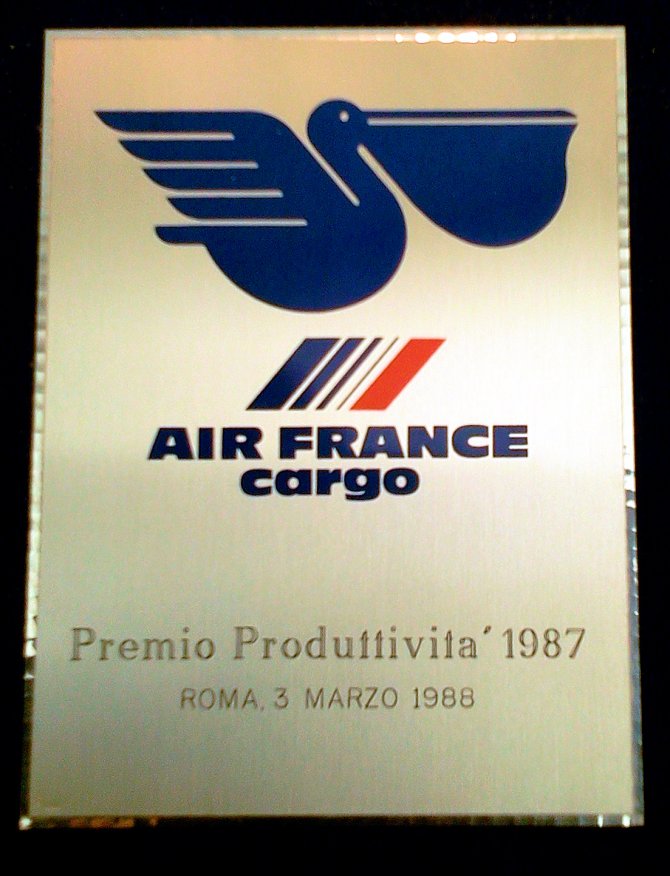 AIR FRANCE
cargo
Premio Produttivita´ 1987
ROMA, 3 MARZO 1988